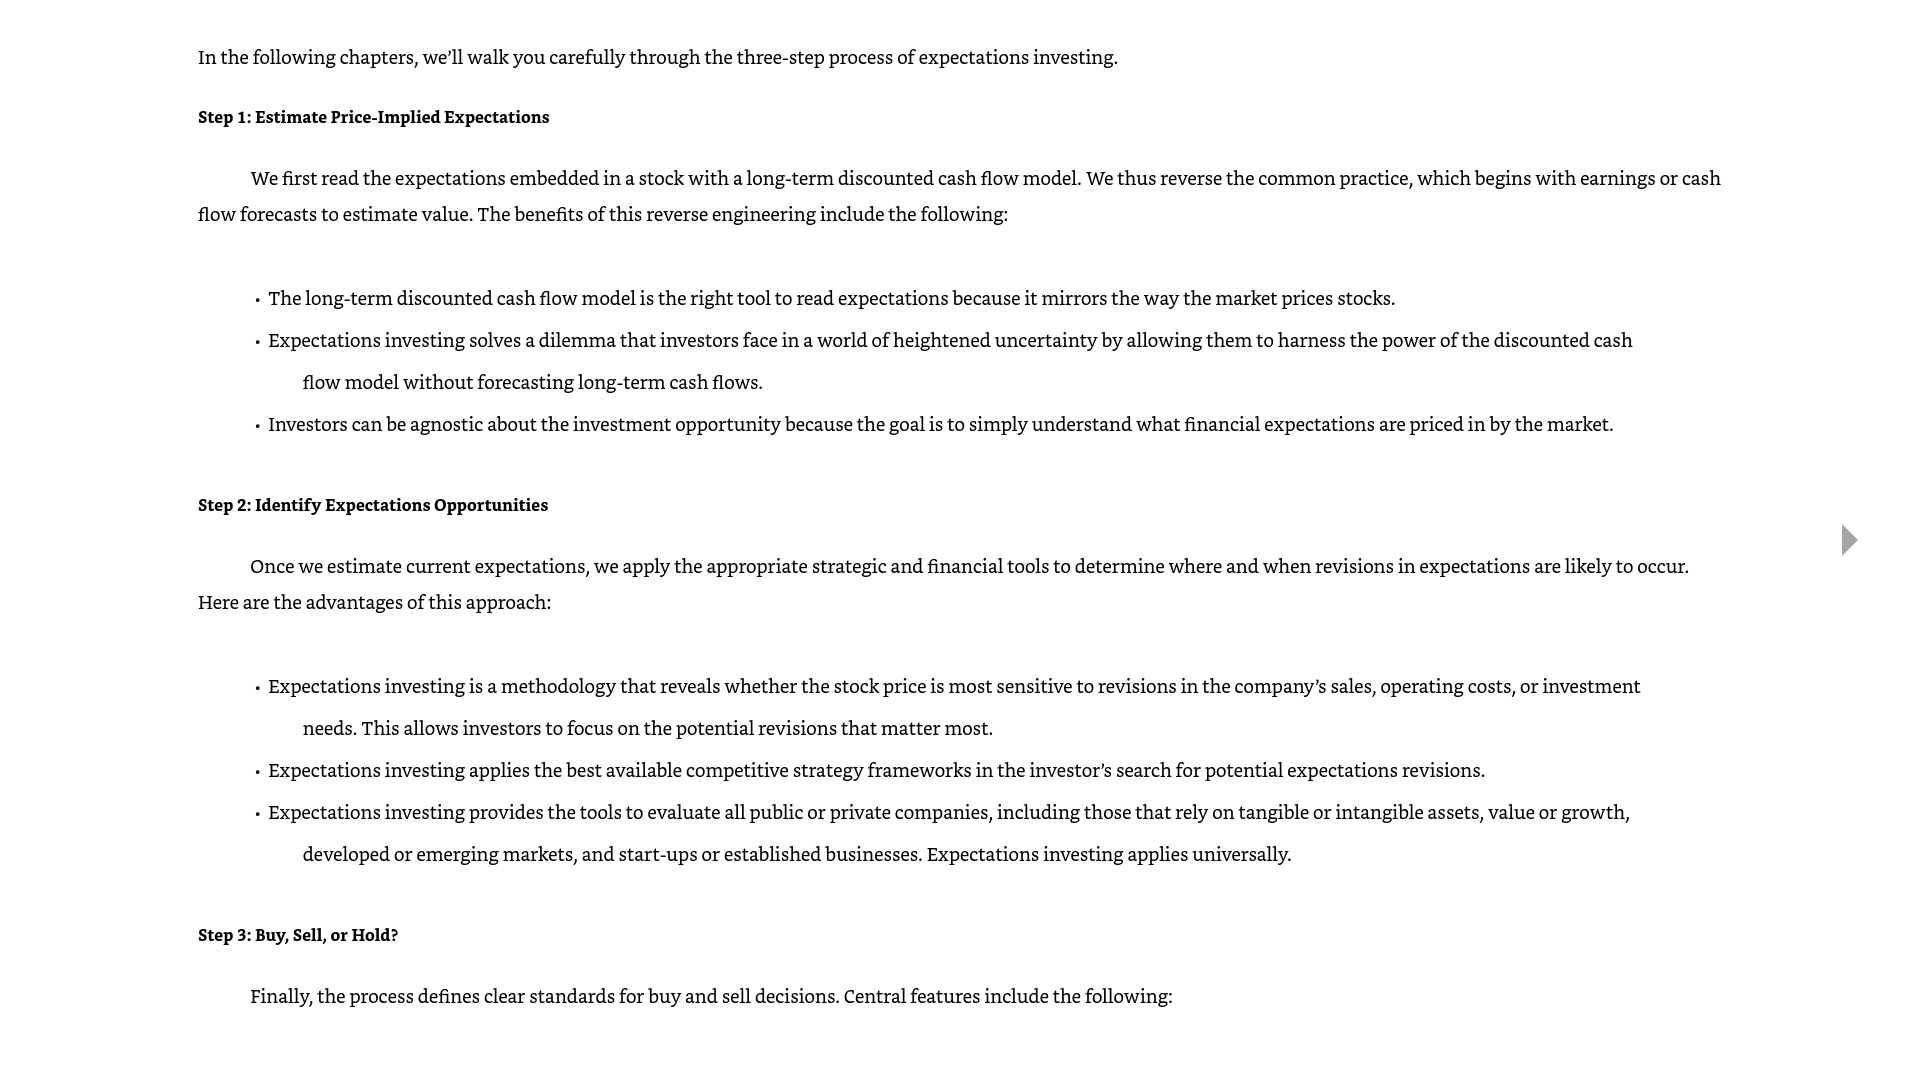 In the following chapters, we’ll walk you carefully through the three-step process of expectations investing.
Step 1: Estimate Price-Implied Expectations
We first read the expectations embedded in a stock with a long-term discounted cash flow model. We thus reverse the common practice, which begins with earnings or cash
flow forecasts to estimate value. The benefits of this reverse engineering include the following:
• The long-term discounted cash flow model is the right tool to read expectations because it mirrors the way the market prices stocks.
• Expectations investing solves a dilemma that investors face in a world of heightened uncertainty by allowing them to harness the power of the discounted cash
flow model without forecasting long-term cash flows.
• Investors can be agnostic about the investment opportunity because the goal is to simply understand what financial expectations are priced in by the market.
Step 2: Identify Expectations Opportunities
Once we estimate current expectations, we apply the appropriate strategic and financial tools to determine where and when revisions in expectations are likely to occur.
Here are the advantages of this approach:
• Expectations investing is a methodology that reveals whether the stock price is most sensitive to revisions in the company’s sales, operating costs, or investment
needs. This allows investors to focus on the potential revisions that matter most.
• Expectations investing applies the best available competitive strategy frameworks in the investor’s search for potential expectations revisions.
• Expectations investing provides the tools to evaluate all public or private companies, including those that rely on tangible or intangible assets, value or growth,
developed or emerging markets, and start-ups or established businesses. Expectations investing applies universally.
Step 3: Buy, Sell, or Hold?
Finally, the process defines clear standards for buy and sell decisions. Central features include the following: